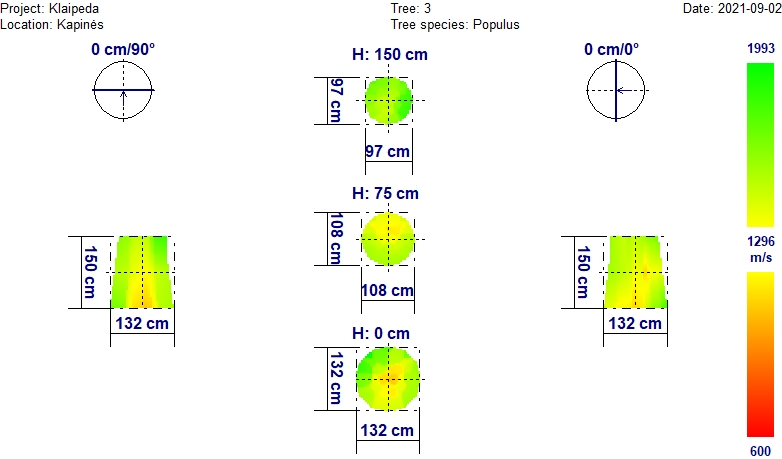 Project: Klaipeda
Tree: 3
Date: 2021-09-02
Location: Kapinės
Tree species: Populus
0 cm/90°
H: 150 cm
0 cm/0°
1993
97 cm
97 cm
H: 75 cm
108 cm
108 cm
150 cm
132 cm
150 cm
132 cm
1296
m/s
H: 0 cm
132 cm
132 cm
600